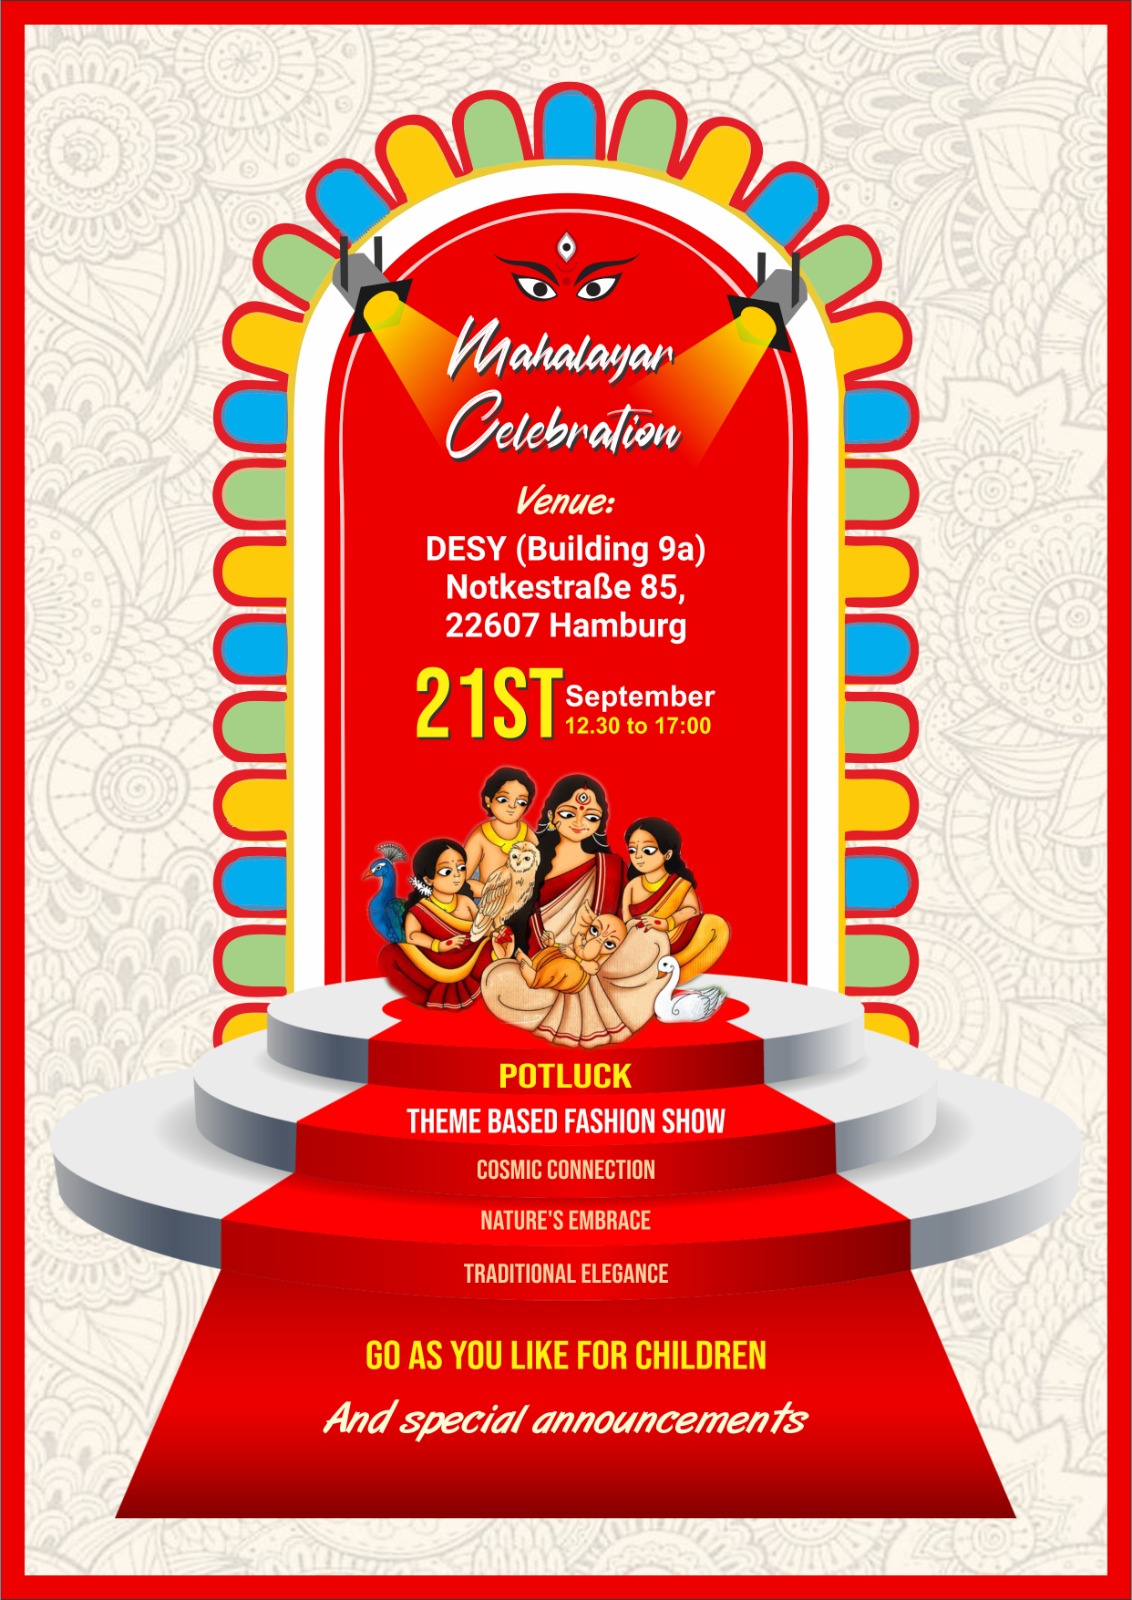 Mahalayar
Celebration
Venue:
DESY (Building 9a)
Notkestraße 85,
22607 Hamburg
21ST September
12.30 to 17:00
POTLUCK
THEME BASED FASHION SHOW
COSMIC CONNECTION
NATURE'S EMBRACE
TRADITIONAL ELEGANCE
GO AS YOU LIKE FOR CHILDREN
And special announcements